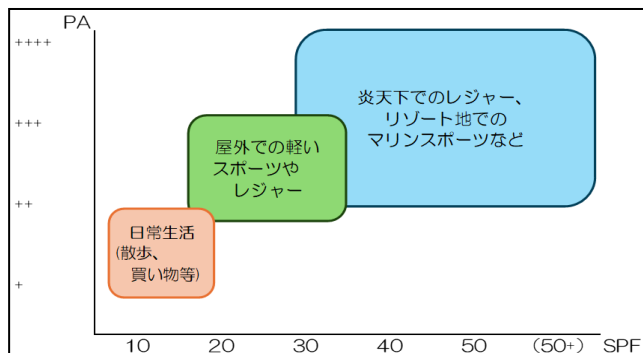 PA
++++
+++
++
+
炎天下でのレジャー、
リゾート地での
マリンスポーツなど
屋外での軽い
スポーツや
レジャー
日常生活
(散歩、
買い物等)
10 20 30 40 50 (50+) SPF